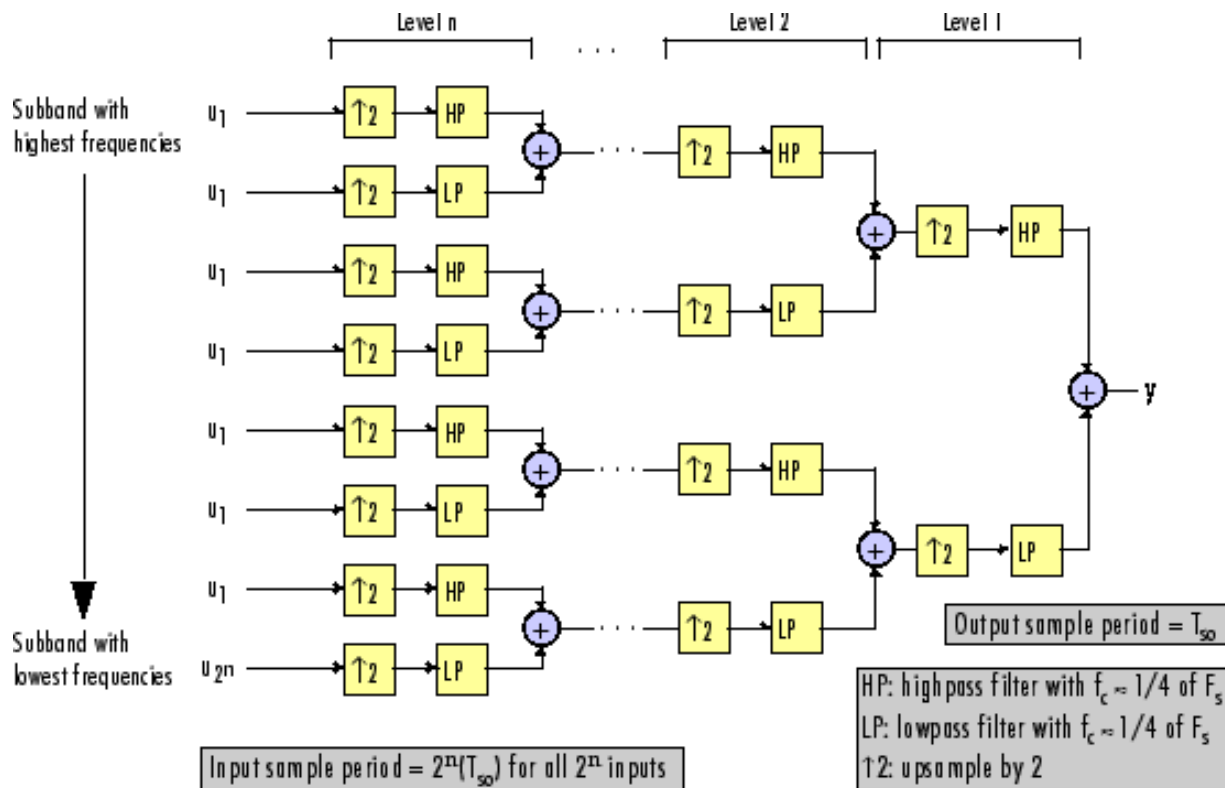 Level n
. . .
Level 2
Level 1
Subband with
highest frequencies
u₁ ↑2 HP
+ . . . ↑2 HP
u₁ ↑2 LP
+ ↑2 HP
u₁ ↑2 HP
+ . . . ↑2 LP
u₁ ↑2 LP
+ y
u₁ ↑2 HP
+ . . . ↑2 HP
u₁ ↑2 LP
+ ↑2 LP
u₁ ↑2 HP
+ . . . ↑2 LP
Subband with
lowest frequencies
u₂n ↑2 LP
Output sample period = Tso
HP: highpass filter with fc ≈ 1/4 of Fs
LP: lowpass filter with fc ≈ 1/4 of Fs
↑2: upsample by 2
Input sample period = 2ⁿ(Tso) for all 2ⁿ inputs